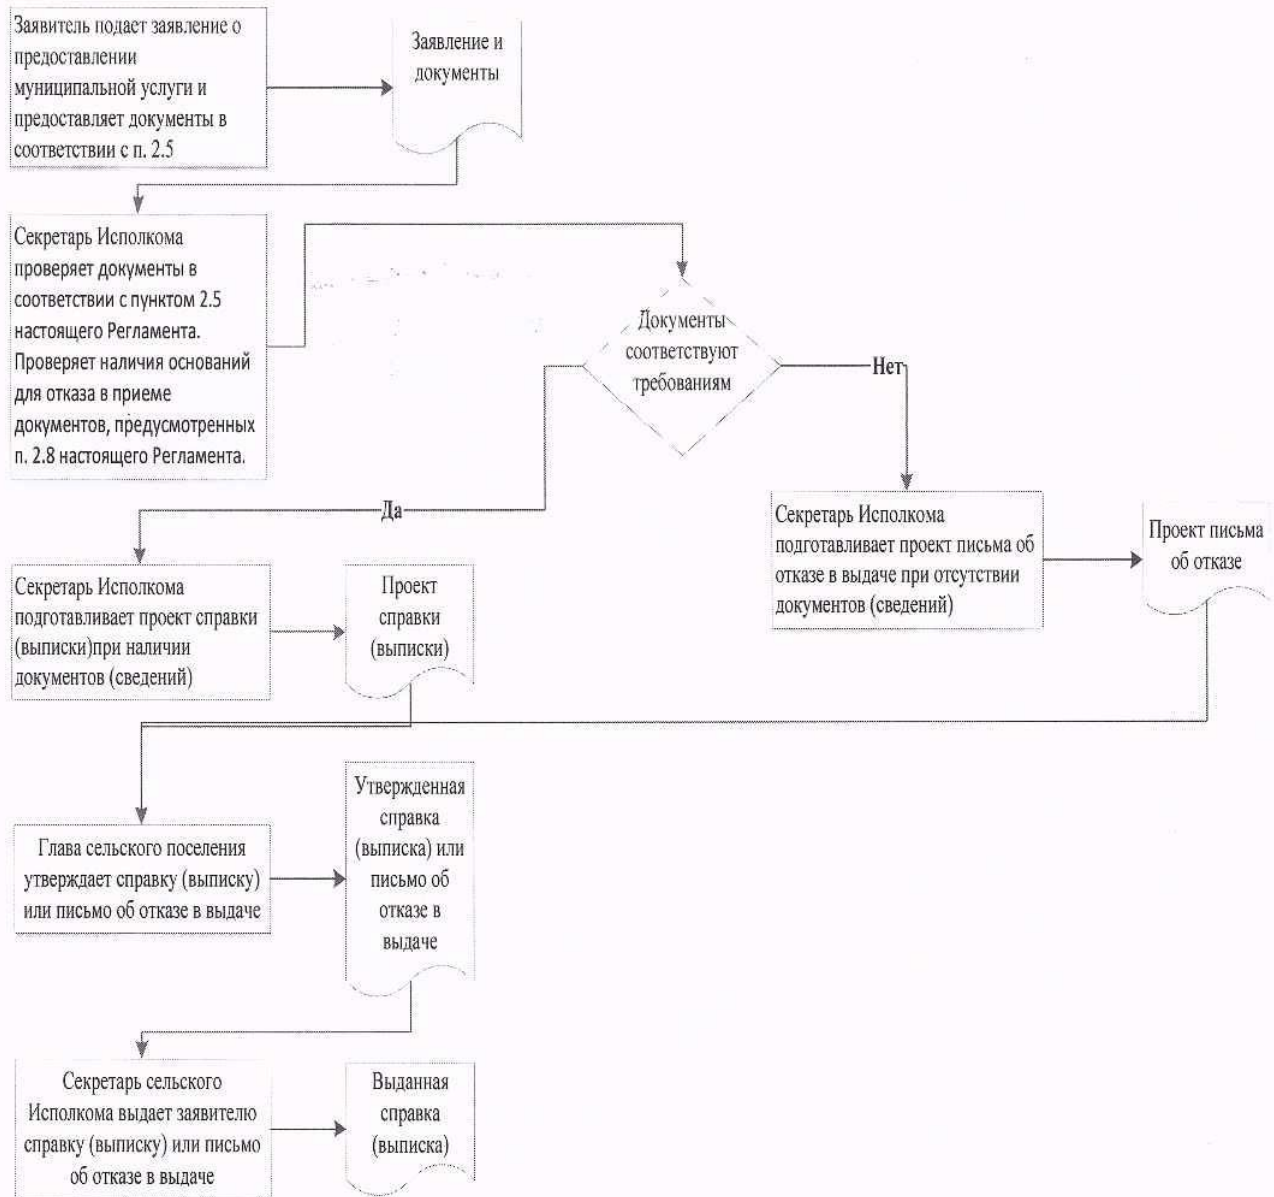 Заявитель подает заявление о
предоставлении
муниципальной услуги и
предоставляет документы в
соответствии с п. 2.5
Заявление и
документы
Секретарь Исполкома
проверяет документы в
соответствии с пунктом 2.5
настоящего Регламента.
Проверяет наличия оснований
для отказа в приеме
документов, предусмотренных
п. 2.8 настоящего Регламента.
Документы
соответствуют
требованиям
Нет
Да
Секретарь Исполкома
подготавливает проект письма об
отказе в выдаче при отсутствии
документов (сведений)
Проект письма
об отказе
Секретарь Исполкома
подготавливает проект справки
(выписки)при наличии
документов (сведений)
Проект
справки
(выписки)
Глава сельского поселения
утверждает справку (выписку)
или письмо об отказе в выдаче
Утвержденная
справка
(выписка) или
письмо об
отказе в
выдаче
Секретарь сельского
Исполкома выдает заявителю
справку (выписку) или письмо
об отказе в выдаче
Выданная
справка
(выписка)